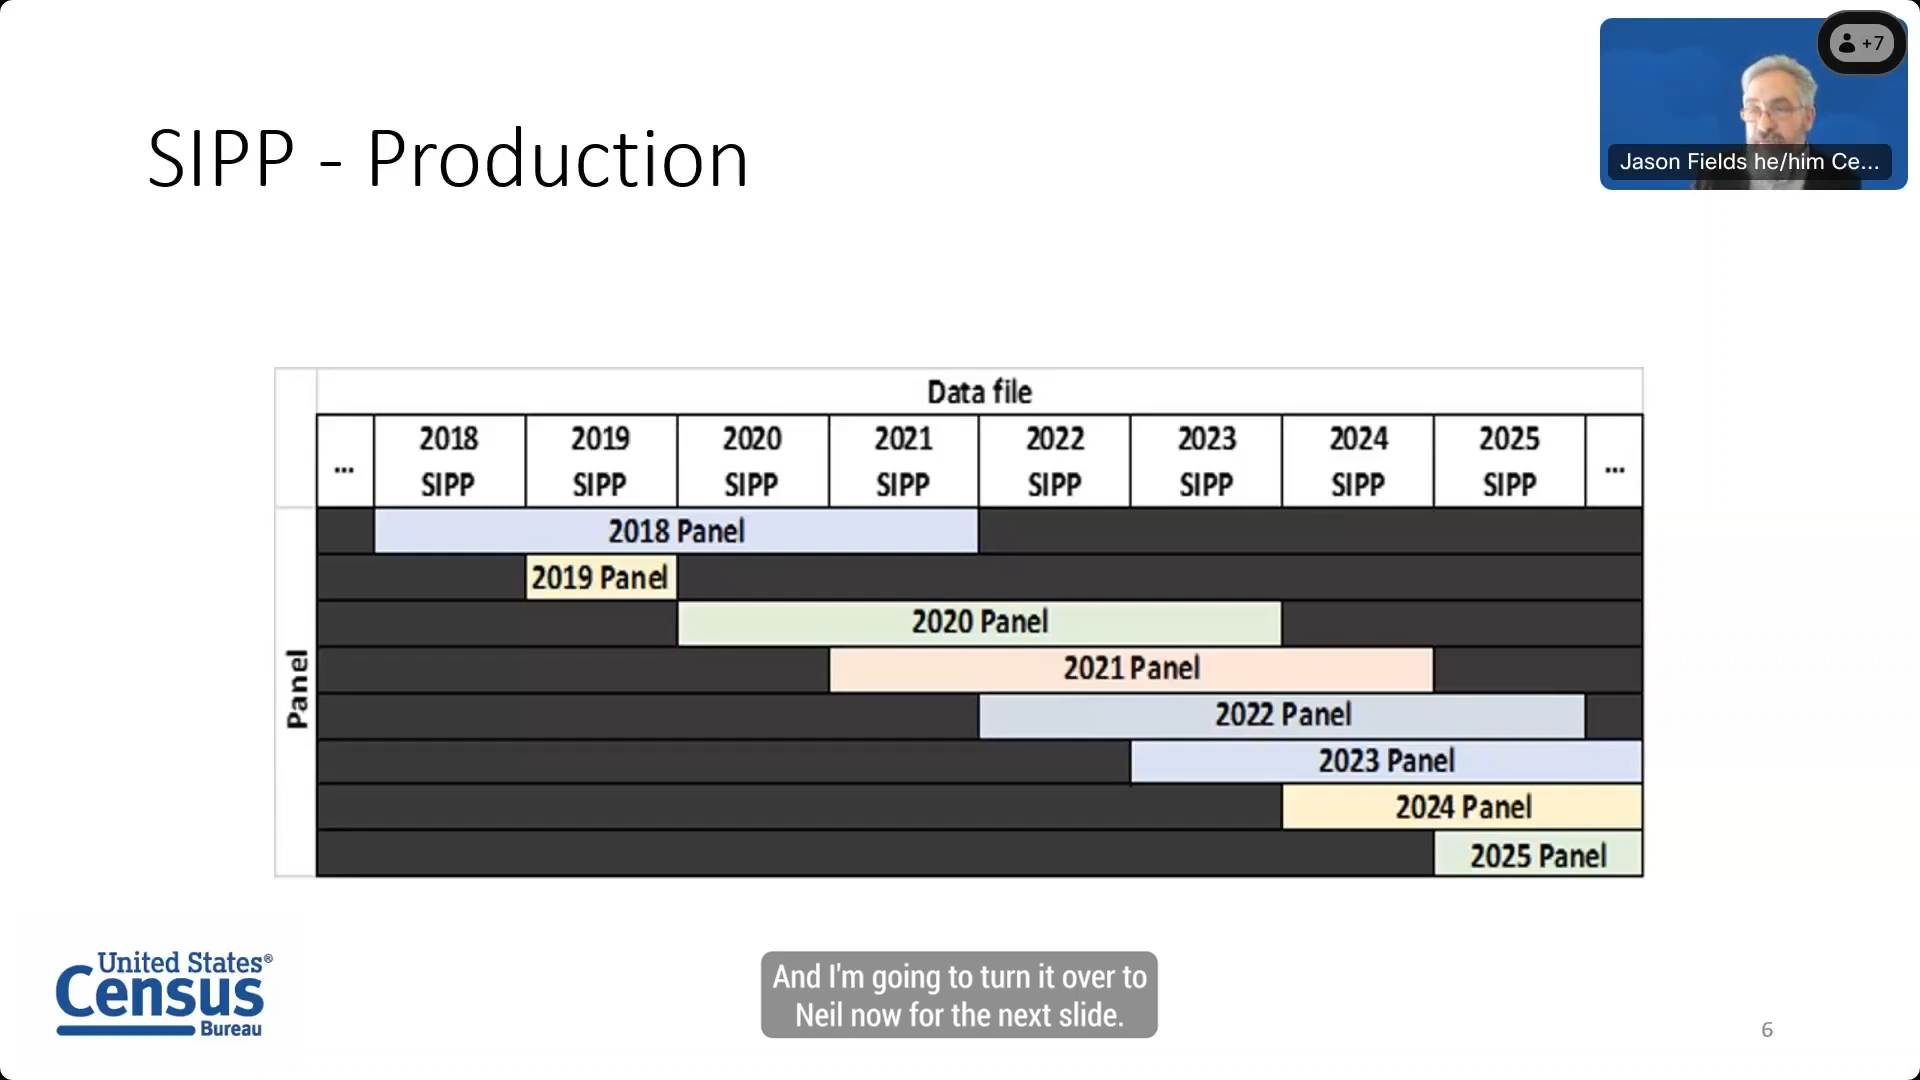 +7
Jason Fields he/him Ce...
SIPP - Production
Data file
... 2018 SIPP 2019 SIPP 2020 SIPP 2021 SIPP 2022 SIPP 2023 SIPP 2024 SIPP 2025 SIPP ...
Panel
2018 Panel
2019 Panel
2020 Panel
2021 Panel
2022 Panel
2023 Panel
2024 Panel
2025 Panel
United States®
Census
Bureau
And I'm going to turn it over to
Neil now for the next slide.
6